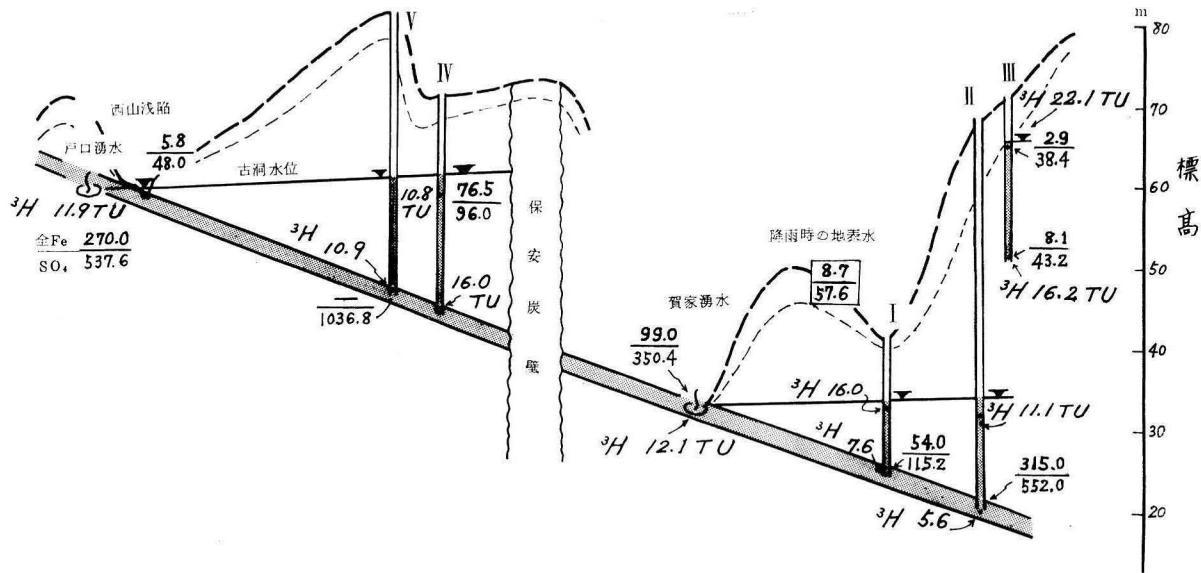 m
80
70
60
50
40
30
20
標高
V
IV
II
III
I
西山浅陥
戸口湧水
5.8
48.0
古洞水位
³H 11.9 TU
全Fe 270.0
SO₄ 537.6
³H 10.9
—
1036.8
10.8
TU
76.5
96.0
16.0
TU
保安炭壁
賀家湧水
99.0
350.4
³H 12.1 TU
降雨時の地表水
8.7
57.6
³H 16.0
³H 7.6
54.0
115.2
³H 11.1 TU
315.0
552.0
³H 5.6
³H 22.1 TU
2.9
38.4
8.1
43.2
³H 16.2 TU